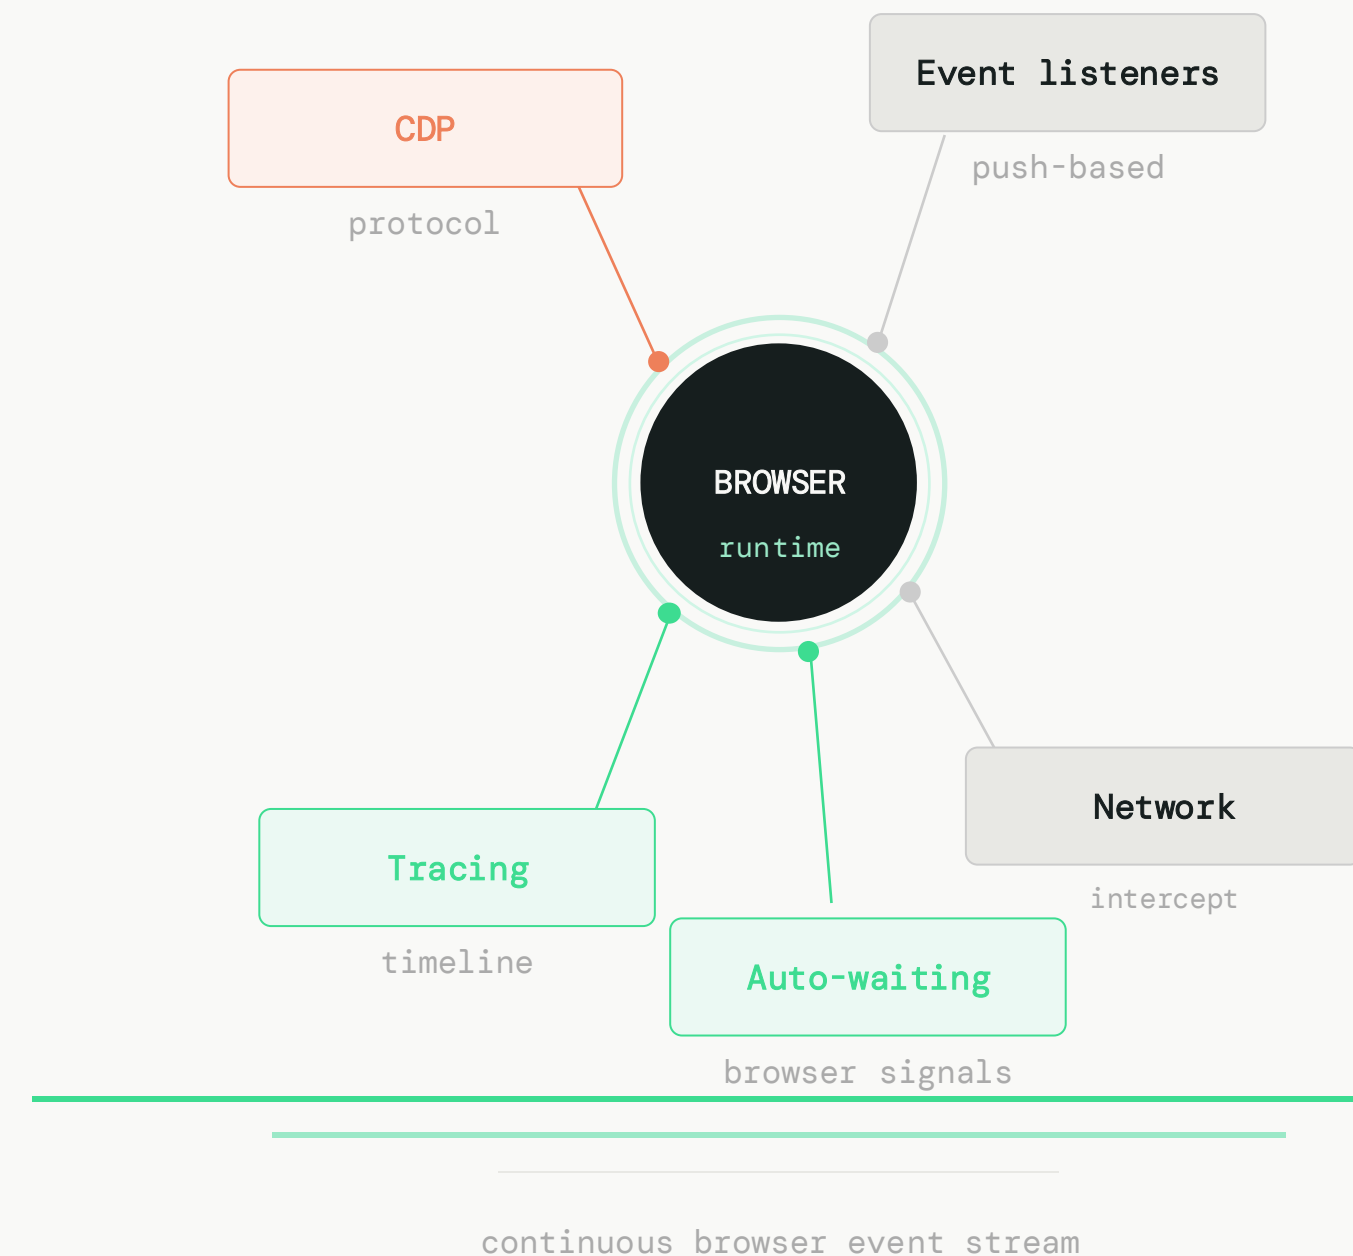 Event listeners
push-based
CDP
protocol
BROWSER
runtime
Network
intercept
Tracing
timeline
Auto-waiting
browser signals
continuous browser event stream